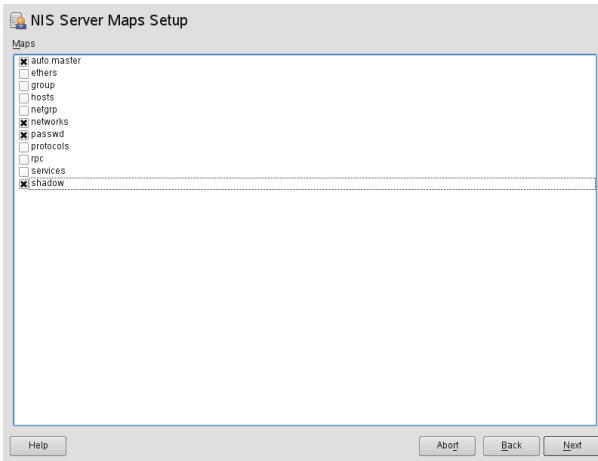 NIS Server Maps Setup
Maps
auto.master
ethers
group
hosts
netgrp
networks
passwd
protocols
rpc
services
shadow
Help
Abort
Back
Next